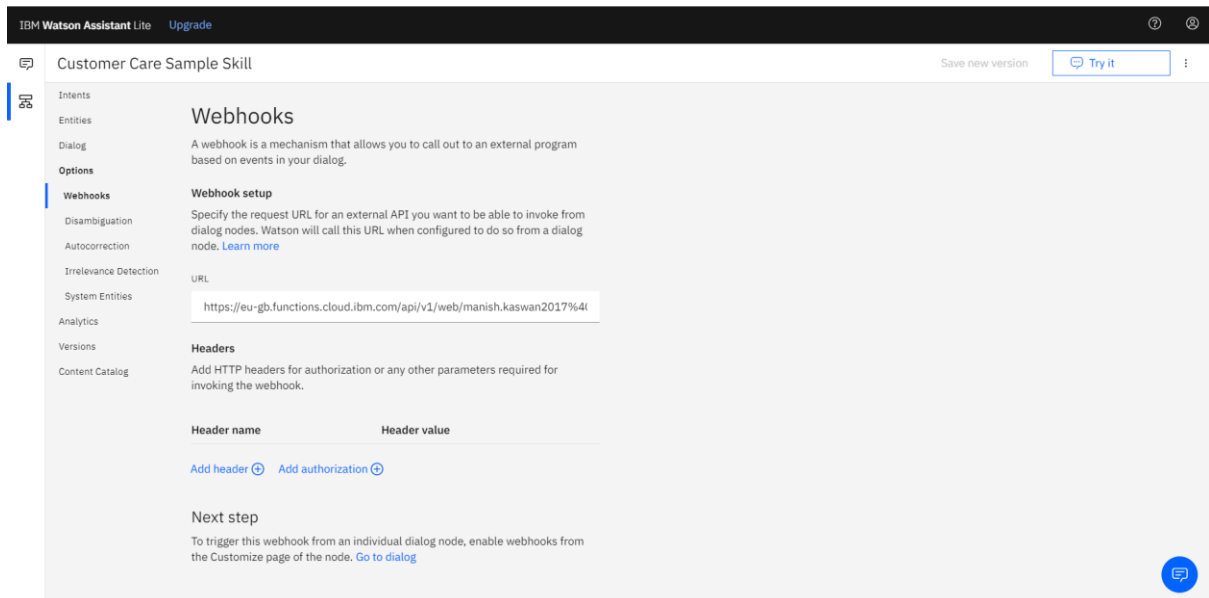 IBM Watson Assistant Lite Upgrade
Customer Care Sample Skill
Save new version
Try it
Intents
Entities
Dialog
Options
Webhooks
Disambiguation
Autocorrection
Irrelevance Detection
System Entities
Analytics
Versions
Content Catalog
Webhooks
A webhook is a mechanism that allows you to call out to an external program
based on events in your dialog.
Webhook setup
Specify the request URL for an external API you want to be able to invoke from
dialog nodes. Watson will call this URL when configured to do so from a dialog
node. Learn more
URL
https://eu-gb.functions.cloud.ibm.com/api/v1/web/manish.kaswan2017%4
Headers
Add HTTP headers for authorization or any other parameters required for
invoking the webhook.
Header name Header value
Add header Add authorization
Next step
To trigger this webhook from an individual dialog node, enable webhooks from
the Customize page of the node. Go to dialog